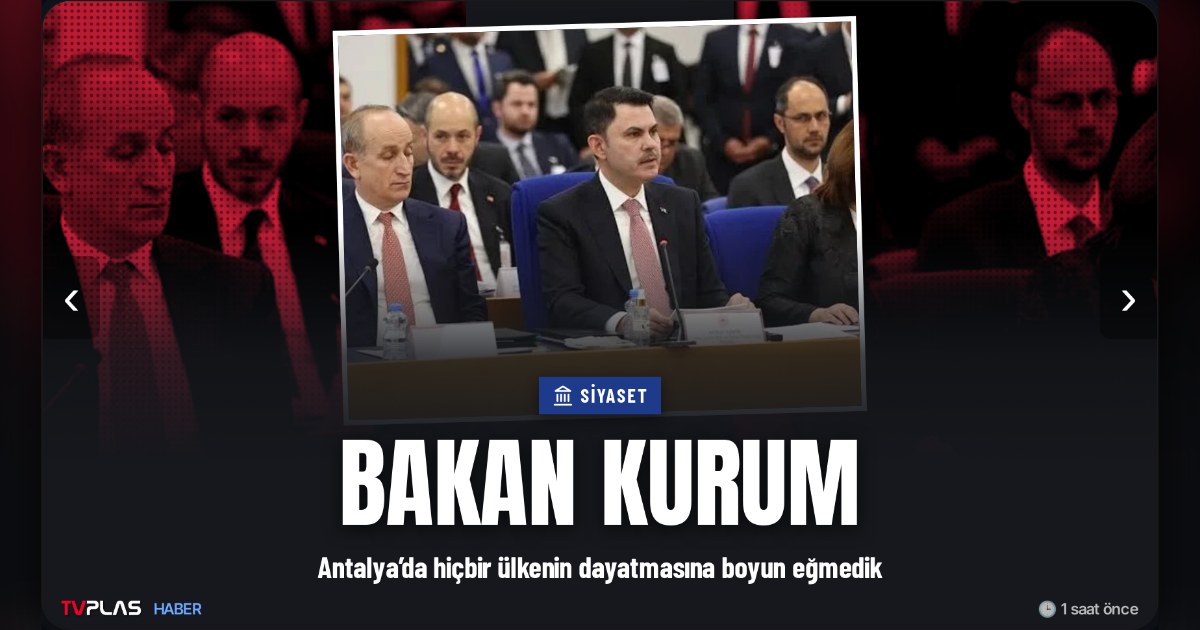 SİYASET
BAKAN KURUM
Antalya’da hiçbir ülkenin dayatmasına boyun eğmedik
TVPLAS HABER
1 saat önce